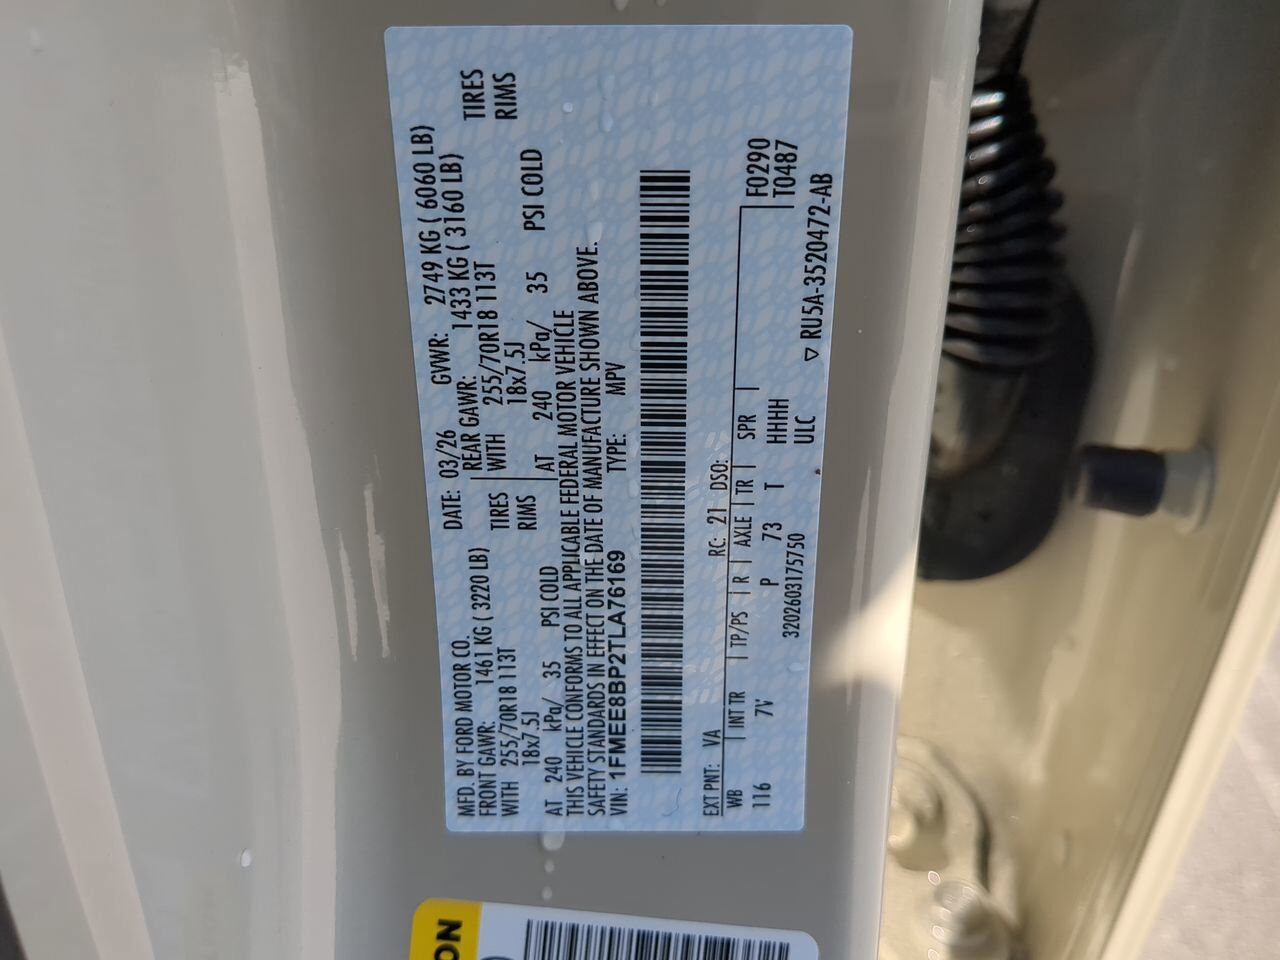 MFD. BY FORD MOTOR CO.
DATE: 03/26
GVWR: 2749 KG ( 6060 LB)
FRONT GAWR: 1461 KG ( 3220 LB)
REAR GAWR: 1433 KG ( 3160 LB)
WITH 255/70R18 113T TIRES
WITH 255/70R18 113T TIRES
18x7.5J RIMS
18x7.5J RIMS
AT 240 kPa/ 35 PSI COLD
AT 240 kPa/ 35 PSI COLD
THIS VEHICLE CONFORMS TO ALL APPLICABLE FEDERAL MOTOR VEHICLE
SAFETY STANDARDS IN EFFECT ON THE DATE OF MANUFACTURE SHOWN ABOVE.
VIN: 1FMEE8BP2TLA76169
TYPE: MPV
EXT PNT: VA RC: 21 DSO:
WB INT TR TP/PS R AXLE TR SPR F0290
116 7V P 73 T HHHH T0487
3202603175750 ULC
▽ RU5A-3520472-AB
ON